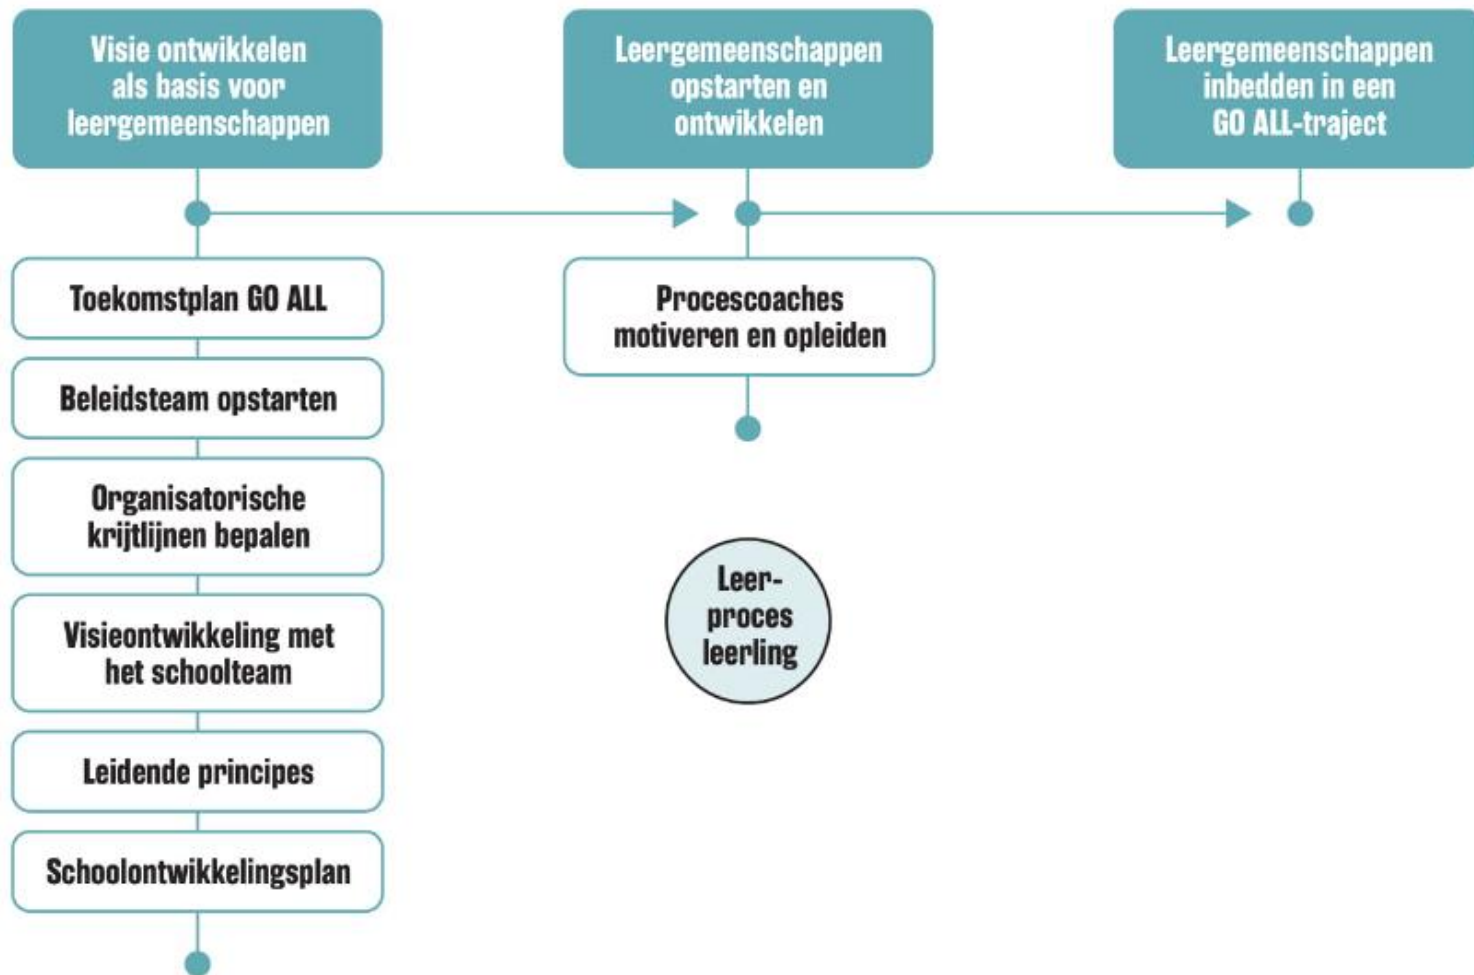 Visie ontwikkelen
als basis voor
leergemeenschappen
Leergemeenschappen
opstarten en
ontwikkelen
Leergemeenschappen
inbedden in een
GO ALL-traject
Toekomstplan GO ALL
Beleidsteam opstarten
Organisatorische
krijtlijnen bepalen
Visieontwikkeling met
het schoolteam
Leidende principes
Schoolontwikkelingsplan
Procescoaches
motiveren en opleiden
Leer-
proces
leerling